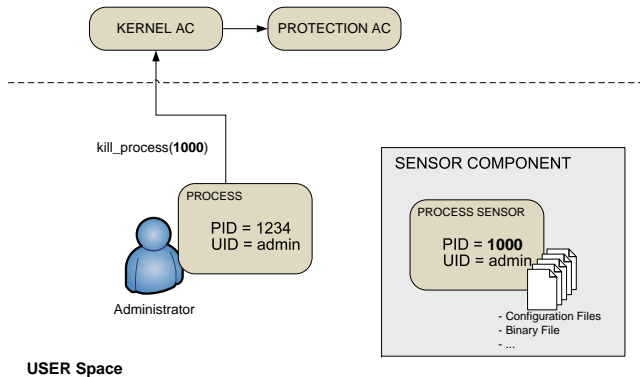 KERNEL AC
PROTECTION AC
kill_process(1000)
PROCESS
PID = 1234
UID = admin
Administrator
SENSOR COMPONENT
PROCESS SENSOR
PID = 1000
UID = admin
- Configuration Files
- Binary File
- ...
USER Space